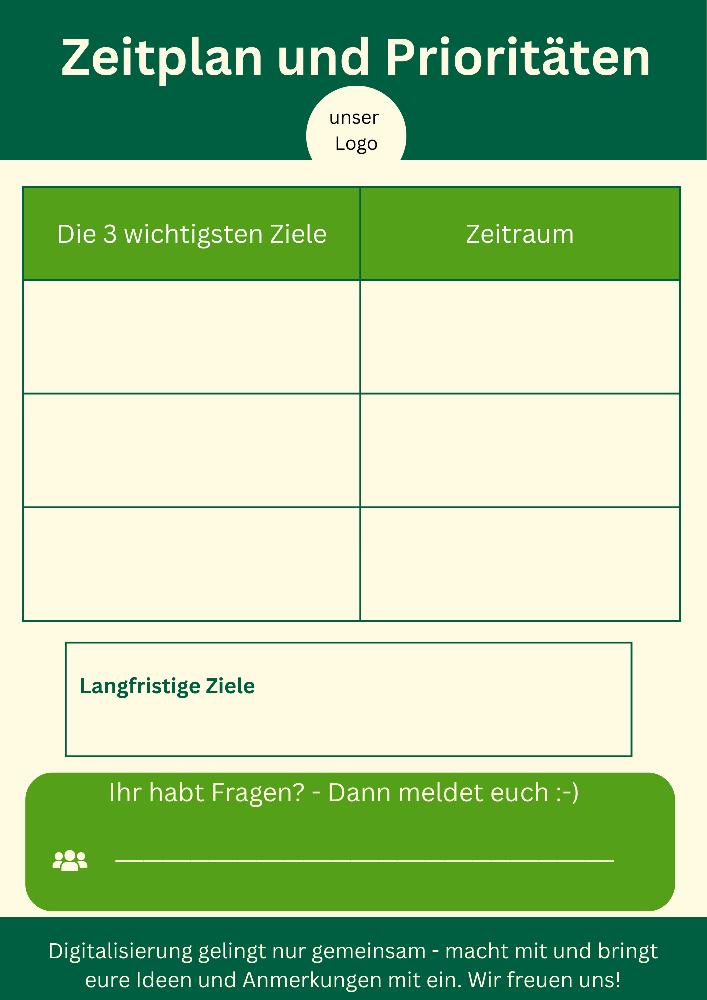 Zeitplan und Prioritäten
unser
Logo
Die 3 wichtigsten Ziele
Zeitraum
Langfristige Ziele
Ihr habt Fragen? - Dann meldet euch :-)
Digitalisierung gelingt nur gemeinsam - macht mit und bringt
eure Ideen und Anmerkungen mit ein. Wir freuen uns!